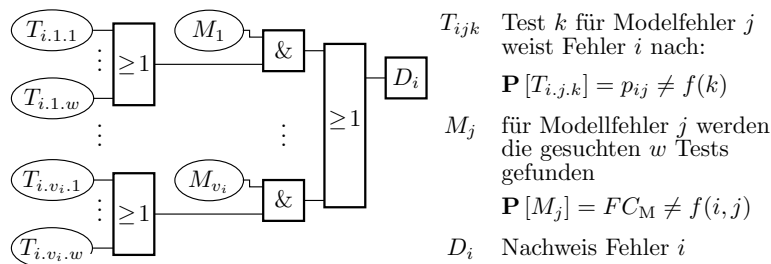 T_{i.1.1}
⋮
T_{i.1.w}
≥1
M_1
&
⋮
⋮
T_{i.v_i.1}
⋮
T_{i.v_i.w}
≥1
M_{v_i}
&
≥1
D_i
T_{ijk} Test k für Modelfehler j
weist Fehler i nach:
P [T_{i.j.k}] = p_{ij} ≠ f(k)
M_j für Modellfehler j werden
die gesuchten w Tests
gefunden
P [M_j] = FC_M ≠ f(i, j)
D_i Nachweis Fehler i